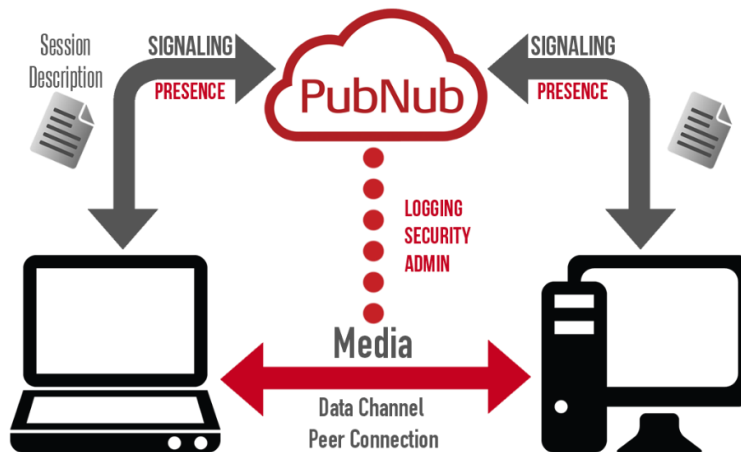 Session
Description
SIGNALING
PRESENCE
PubNub
SIGNALING
PRESENCE
LOGGING
SECURITY
ADMIN
Media
Data Channel
Peer Connection